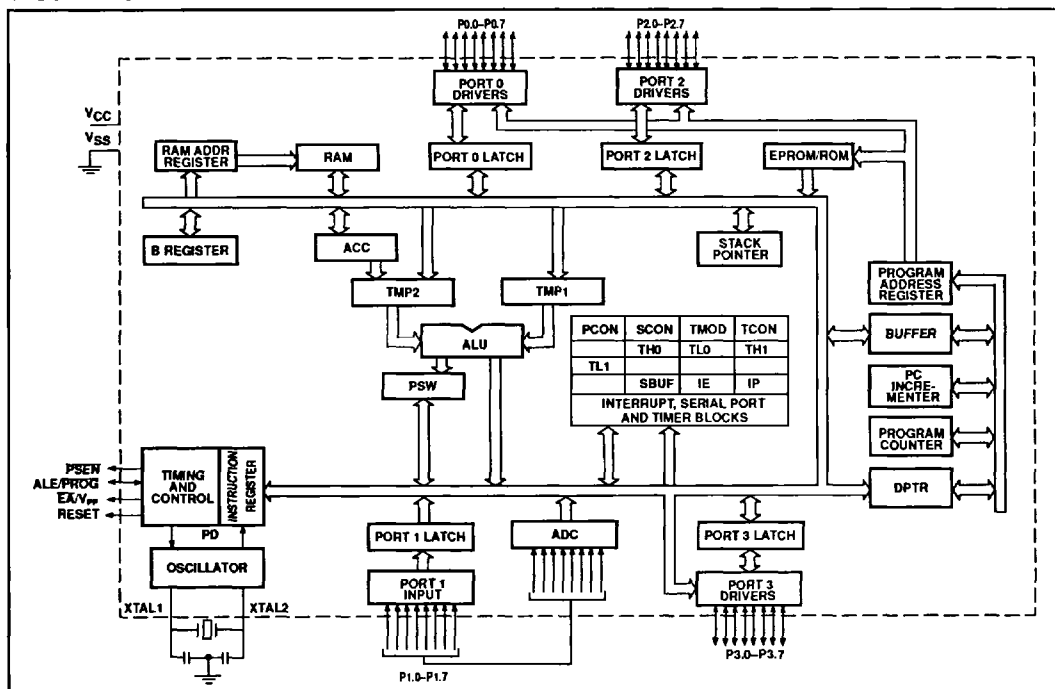 P0.0–P0.7
P2.0–P2.7
PORT 0
DRIVERS
PORT 2
DRIVERS
VCC
VSS
RAM ADDR
REGISTER
RAM
PORT 0 LATCH
PORT 2 LATCH
EPROM/ROM
B REGISTER
ACC
STACK
POINTER
TMP2
TMP1
PROGRAM
ADDRESS
REGISTER
ALU
PCON SCON TMOD TCON
TH0 TL0 TH1
TL1
SBUF IE IP
INTERRUPT, SERIAL PORT
AND TIMER BLOCKS
BUFFER
PSW
PC
INCRE-
MENTER
PROGRAM
COUNTER
PSEN
ALE/PROG
EA/VPP
RESET
TIMING
AND
CONTROL
INSTRUCTION
REGISTER
DPTR
PD
PORT 1 LATCH
ADC
PORT 3 LATCH
OSCILLATOR
PORT 1
INPUT
PORT 3
DRIVERS
XTAL1
XTAL2
P1.0–P1.7
P3.0–P3.7